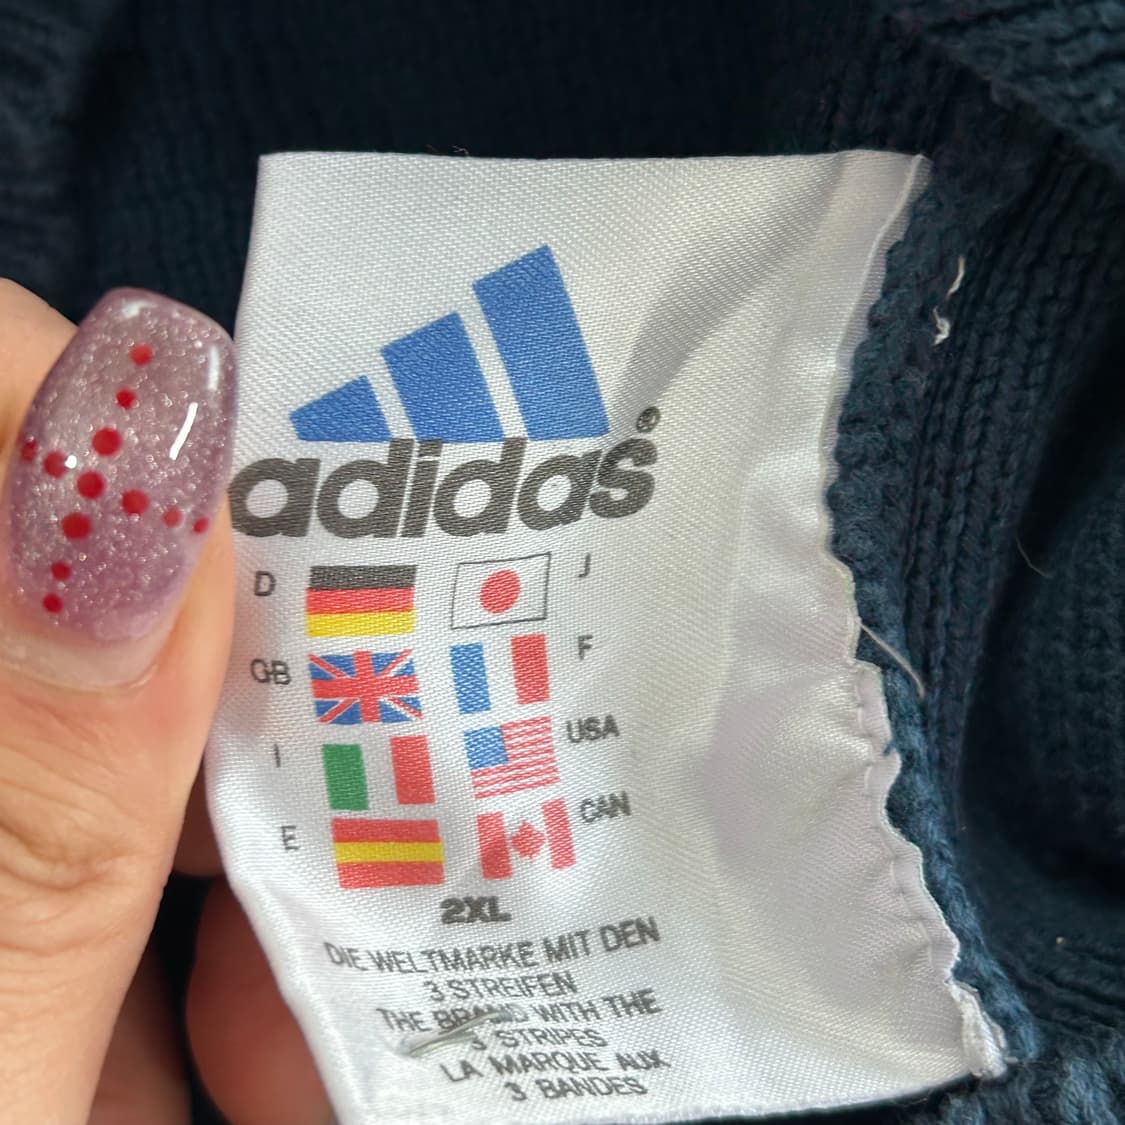 adidas®
D J
GB F
I USA
E CAN
2XL
DIE WELTMARKE MIT DEN
3 STREIFEN
THE BRAND WITH THE
3 STRIPES
LA MARQUE AUX
3 BANDES